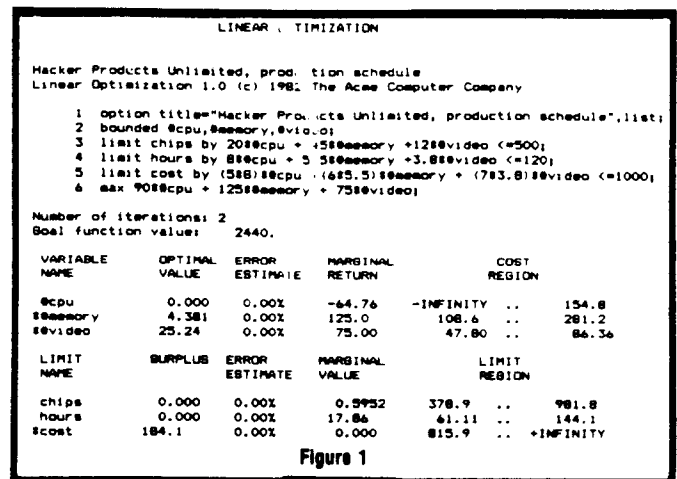 LINEAR
Hacker Products Unlimited, schedule
Linear Optimization 1.0 (c) The Acme Computer Company
1 option title="Hacker Products Unlimited, production schedule",list;
2 bounded @cpu,@memory,@video;
3 limit chips by 20*@cpu + +12*@video <=500;
4 limit hours by 8*@cpu + 5.5*@memory +3.8*@video <=120;
5 limit cost by (5*8)*@cpu +(6*5.5)*@memory + (7*3.8)*@video <=1000;
6 max 90*@cpu + 125*@memory + 75*@video;
Number of iterations: 2
Goal function value: 2440.
VARIABLE OPTIMAL ERROR MARGINAL COST
NAME VALUE ESTIMATE RETURN REGION
@cpu 0.000 0.00% -64.76 -INFINITY .. 154.8
*@memory 4.381 0.00% 125.0 108.6 .. 281.2
*@video 25.24 0.00% 75.00 47.80 .. 86.36
LIMIT SURPLUS ERROR MARGINAL LIMIT
NAME ESTIMATE VALUE REGION
chips 0.000 0.00% 0.5952 378.9 .. 981.8
hours 0.000 0.00% 17.86 61.11 .. 144.1
*cost 184.1 0.00% 0.000 815.9 .. +INFINITY
Figure 1